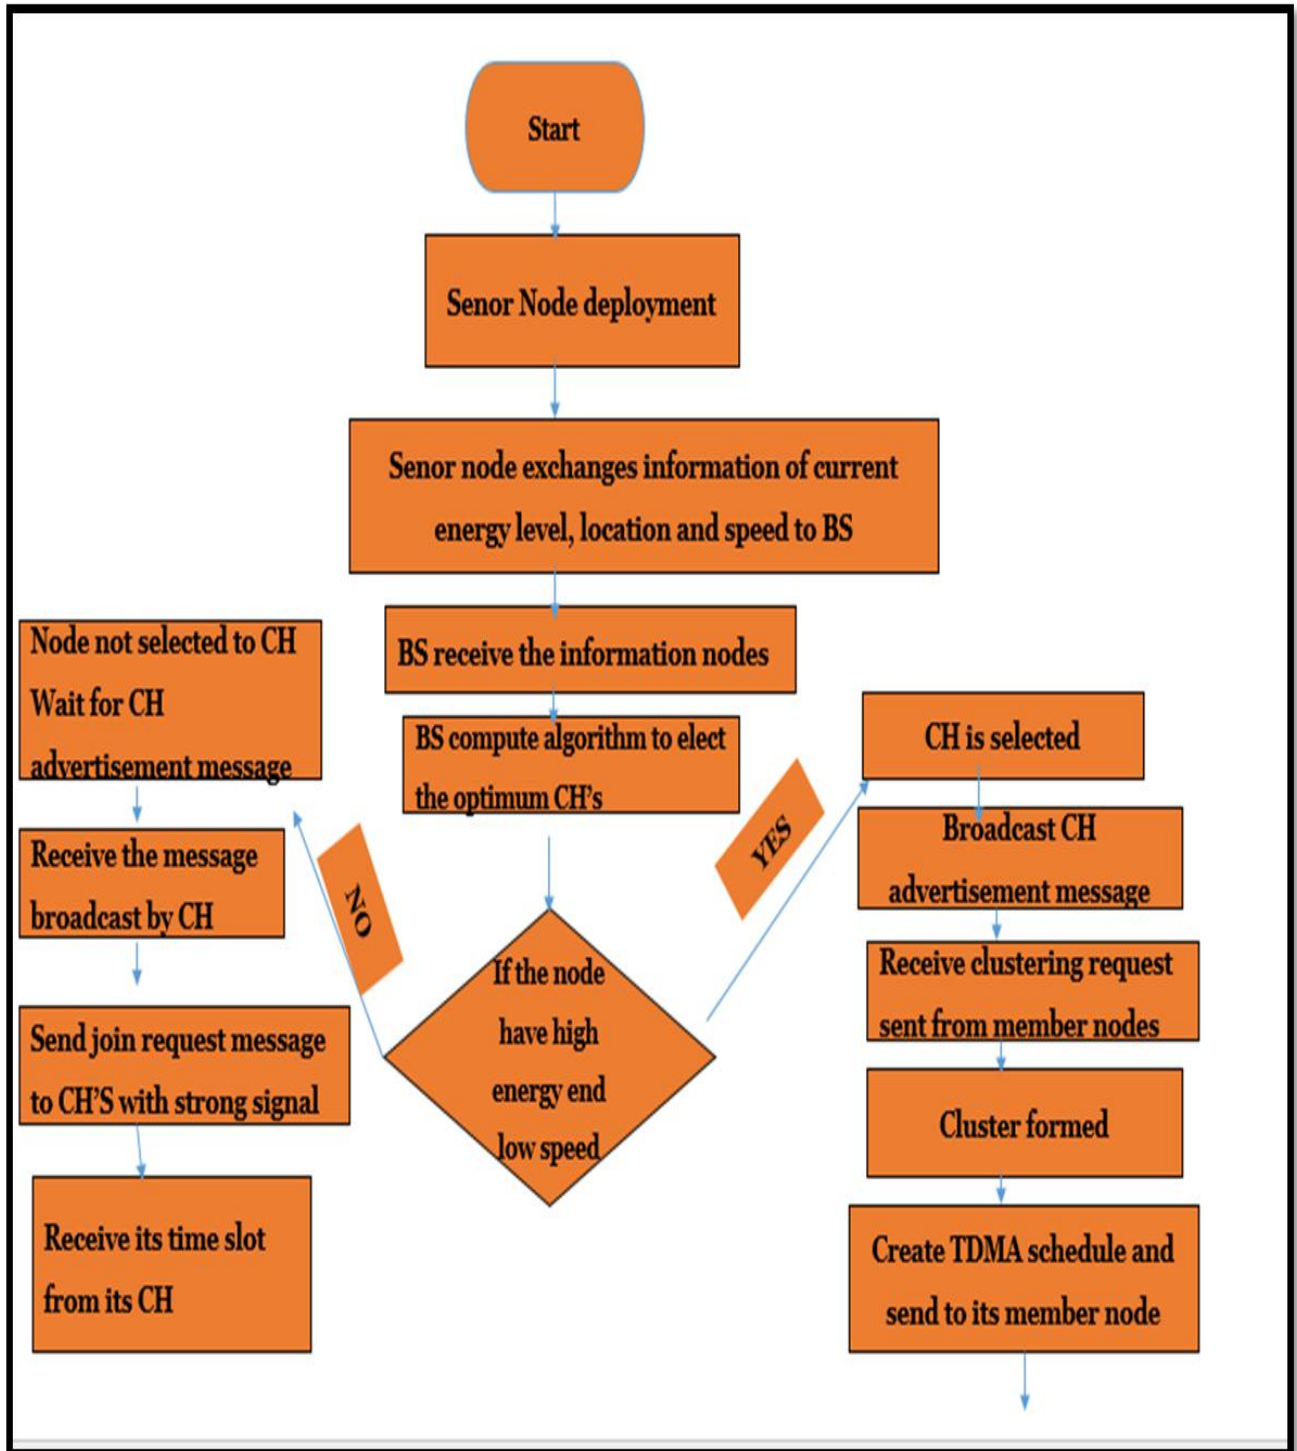 Start
Senor Node deployment
Senor node exchanges information of current
energy level, location and speed to BS
BS receive the information nodes
BS compute algorithm to elect
the optimum CH's
If the node
have high
energy end
low speed
NO
Node not selected to CH
Wait for CH
advertisement message
Receive the message
broadcast by CH
Send join request message
to CH'S with strong signal
Receive its time slot
from its CH
YES
CH is selected
Broadcast CH
advertisement message
Receive clustering request
sent from member nodes
Cluster formed
Create TDMA schedule and
send to its member node